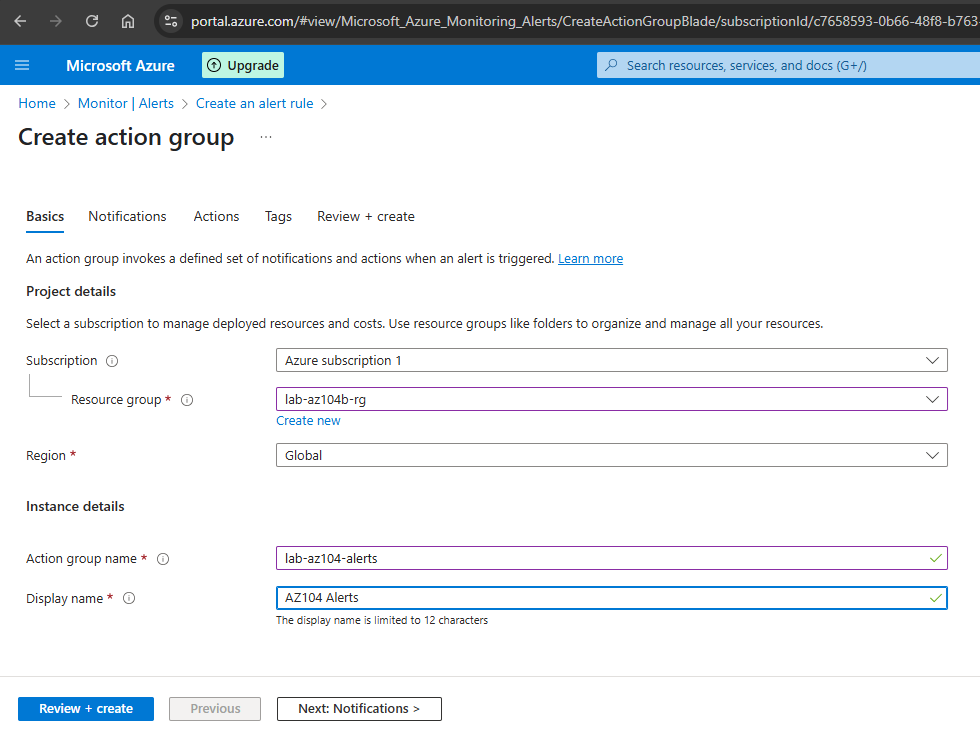 portal.azure.com/#view/Microsoft_Azure_Monitoring_Alerts/CreateActionGroupBlade/subscriptionId/c7658593-0b66-48f8-b763-
Microsoft Azure
Upgrade
Search resources, services, and docs (G+/)
Home > Monitor | Alerts > Create an alert rule >
Create action group ...
Basics Notifications Actions Tags Review + create
An action group invokes a defined set of notifications and actions when an alert is triggered. Learn more
Project details
Select a subscription to manage deployed resources and costs. Use resource groups like folders to organize and manage all your resources.
Subscription Azure subscription 1
Resource group * lab-az104b-rg
Create new
Region * Global
Instance details
Action group name * lab-az104-alerts
Display name * AZ104 Alerts
The display name is limited to 12 characters
Review + create Previous Next: Notifications >